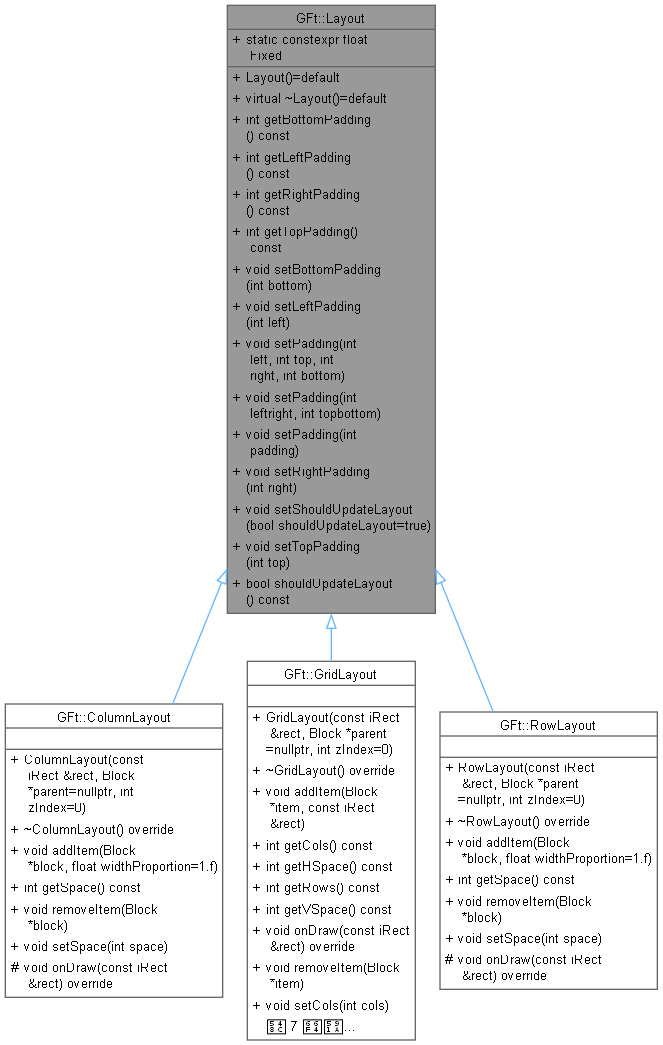 GFt::Layout
+ static constexpr float
Fixed
+ Layout()=default
+ virtual ~Layout()=default
+ int getBottomPadding
() const
+ int getLeftPadding
() const
+ int getRightPadding
() const
+ int getTopPadding()
const
+ void setBottomPadding
(int bottom)
+ void setLeftPadding
(int left)
+ void setPadding(int
left, int top, int
right, int bottom)
+ void setPadding(int
leftright, int topbottom)
+ void setPadding(int
padding)
+ void setRightPadding
(int right)
+ void setShouldUpdateLayout
(bool shouldUpdateLayout=true)
+ void setTopPadding
(int top)
+ bool shouldUpdateLayout
() const
GFt::ColumnLayout
+ ColumnLayout(const
iRect &rect, Block
*parent=nullptr, int
zIndex=0)
+ ~ColumnLayout() override
+ void addItem(Block
*block, float widthProportion=1.f)
+ int getSpace() const
+ void removeItem(Block
*block)
+ void setSpace(int space)
# void onDraw(const iRect
&rect) override
GFt::GridLayout
+ GridLayout(const iRect
&rect, Block *parent
=nullptr, int zIndex=0)
+ ~GridLayout() override
+ void addItem(Block
*item, const iRect
&rect)
+ int getCols() const
+ int getHSpace() const
+ int getRows() const
+ int getVSpace() const
+ void onDraw(const iRect
&rect) override
+ void removeItem(Block
*item)
+ void setCols(int cols)
7 ...
GFt::RowLayout
+ RowLayout(const iRect
&rect, Block *parent
=nullptr, int zIndex=0)
+ ~RowLayout() override
+ void addItem(Block
*block, float widthProportion=1.f)
+ int getSpace() const
+ void removeItem(Block
*block)
+ void setSpace(int space)
# void onDraw(const iRect
&rect) override